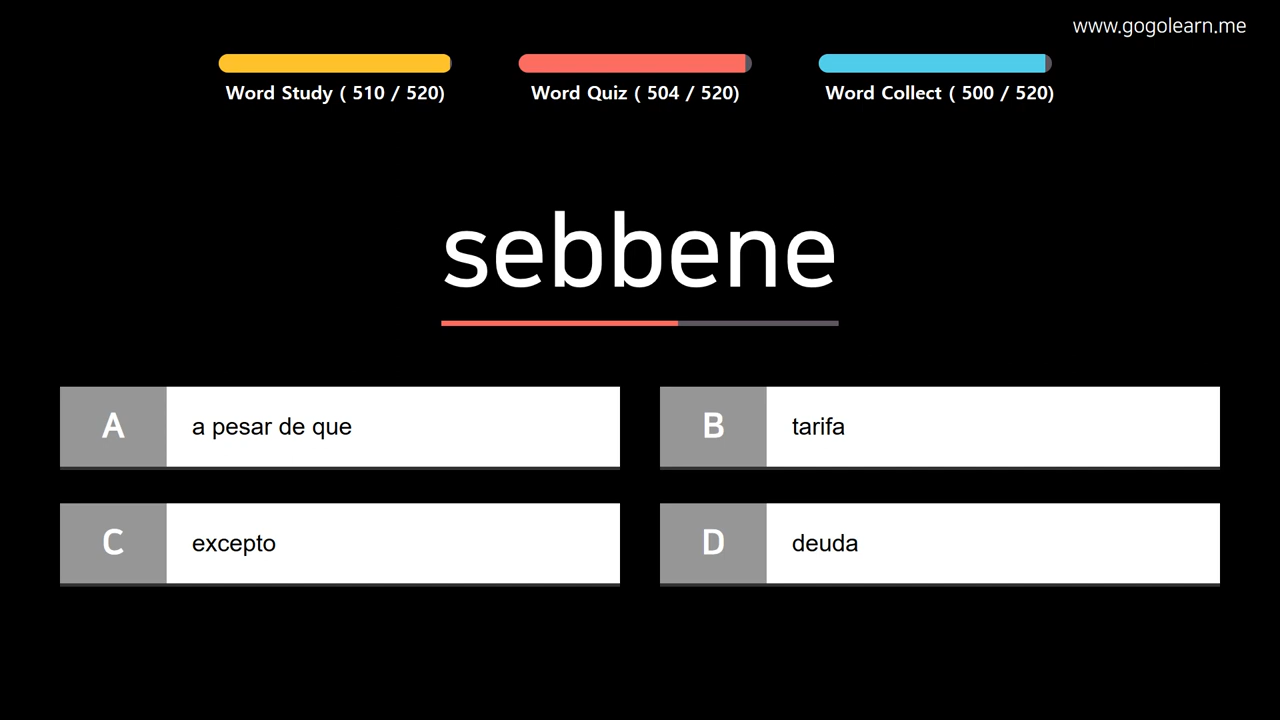 www.gogolearn.me
Word Study ( 510 / 520)
Word Quiz ( 504 / 520)
Word Collect ( 500 / 520)
sebbene
A
a pesar de que
B
tarifa
C
excepto
D
deuda